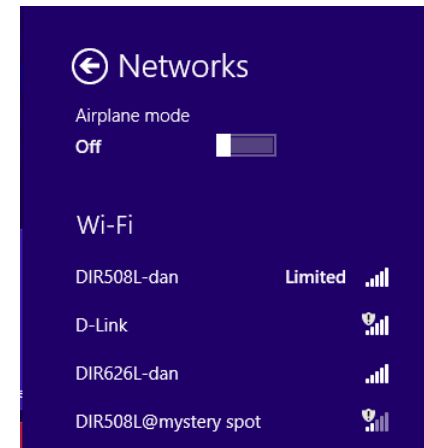 Networks
Airplane mode
Off
Wi-Fi
DIR508L-dan Limited
D-Link
DIR626L-dan
DIR508L@mystery spot